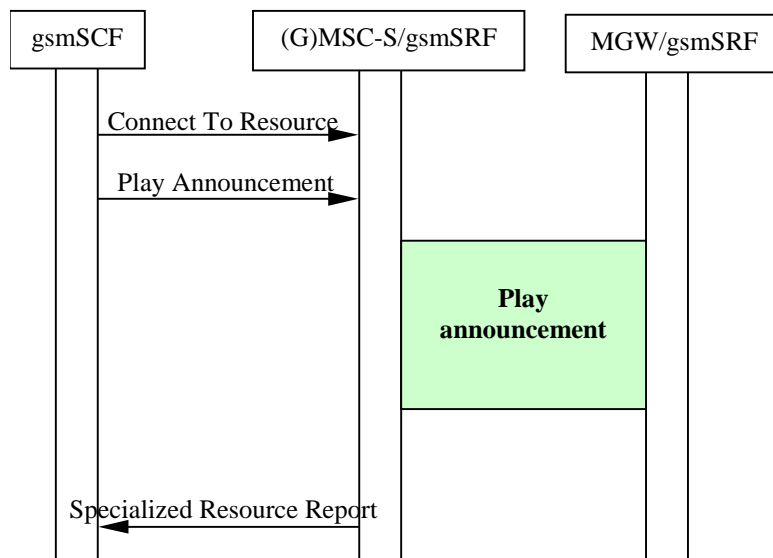 gsmSCF
(G)MSC-S/gsmSRF
MGW/gsmSRF
Connect To Resource
Play Announcement
Play
announcement
Specialized Resource Report